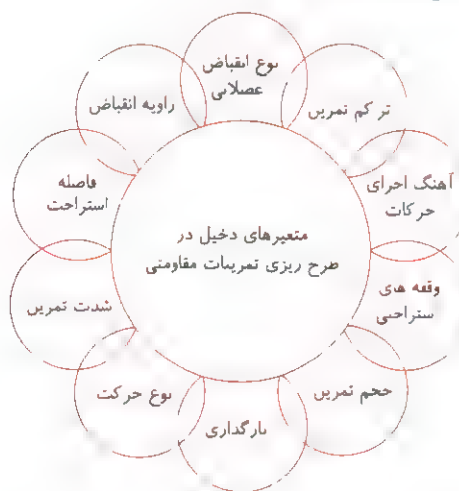 متغیرهای دخیل در
طرح ریزی تمرینات مقاومتی
نوع انقباض
عضلانی
تراکم تمرین
آهنگ اجرای
حرکات
وقفه های
ستراحتی
حجم تمرین
بارگذاری
نوع حرکت
شدت تمرین
فاصله
استراحت
زاویه انقباض